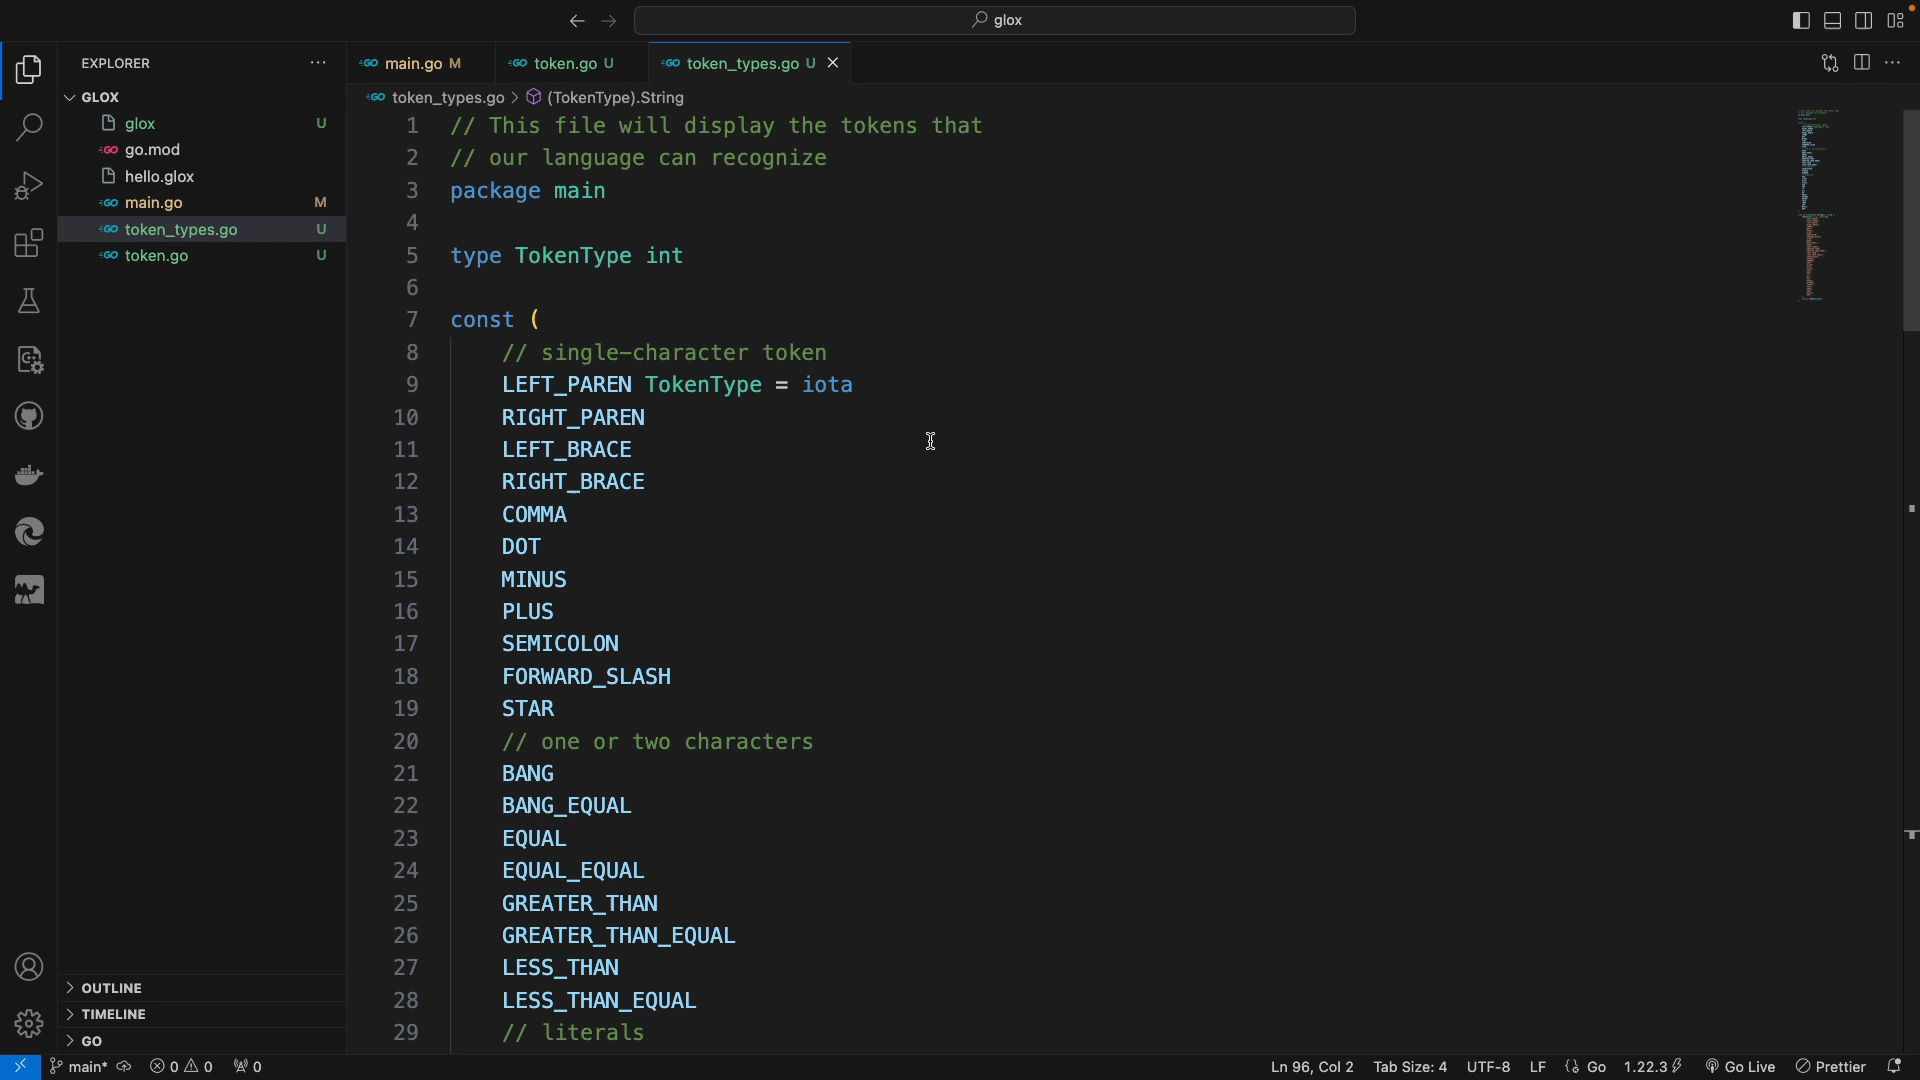 glox
EXPLORER
GLOX
glox U
go.mod
hello.glox
main.go M
token_types.go U
token.go U
OUTLINE
TIMELINE
GO
main.go M
token.go U
token_types.go U
token_types.go > (TokenType).String
1 // This file will display the tokens that
2 // our language can recognize
3 package main
4
5 type TokenType int
6
7 const (
8 // single-character token
9 LEFT_PAREN TokenType = iota
10 RIGHT_PAREN
11 LEFT_BRACE
12 RIGHT_BRACE
13 COMMA
14 DOT
15 MINUS
16 PLUS
17 SEMICOLON
18 FORWARD_SLASH
19 STAR
20 // one or two characters
21 BANG
22 BANG_EQUAL
23 EQUAL
24 EQUAL_EQUAL
25 GREATER_THAN
26 GREATER_THAN_EQUAL
27 LESS_THAN
28 LESS_THAN_EQUAL
29 // literals
main* 0 0 0 Ln 96, Col 2 Tab Size: 4 UTF-8 LF {} Go 1.22.3 Go Live Prettier